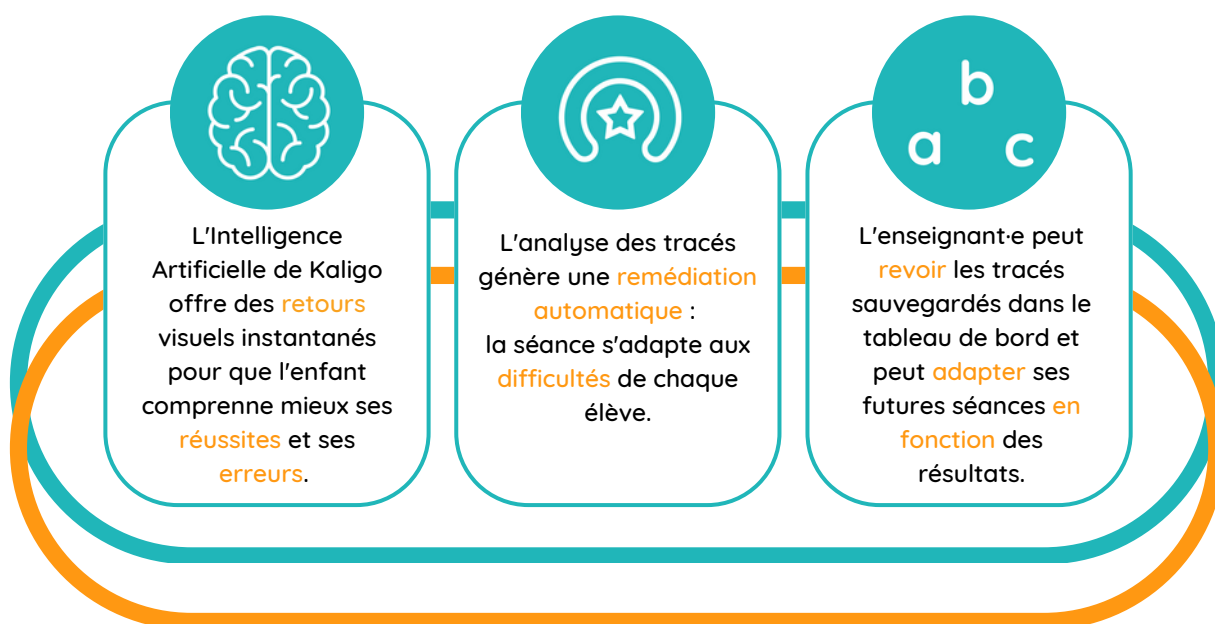 L'Intelligence
Artificielle de Kaligo
offre des retours
visuels instantanés
pour que l'enfant
comprenne mieux ses
réussites et ses
erreurs.
L'analyse des tracés
génère une remédiation
automatique :
la séance s'adapte aux
difficultés de chaque
élève.
b
a c
L'enseignant·e peut
revoir les tracés
sauvegardés dans le
tableau de bord et
peut adapter ses
futures séances en
fonction des
résultats.